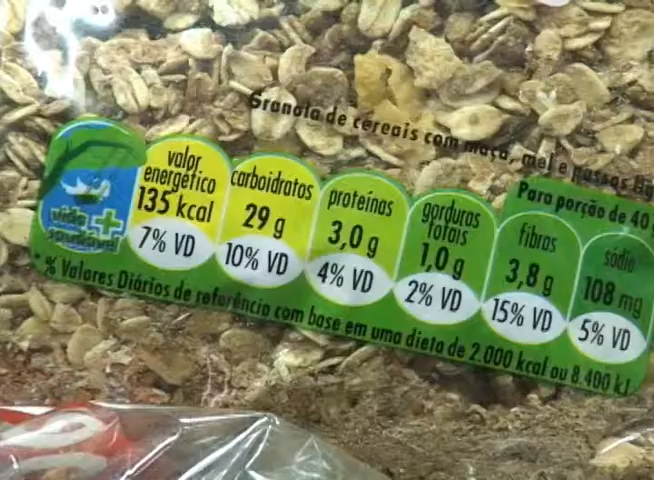 Granola de cereais com maçã, mel e passas
Para porção de 40
vida
+
saudável
valor
energético
135 kcal
7% VD
carboidratos
29 g
10% VD
proteínas
3,0 g
4% VD
gorduras
totais
1,0 g
2% VD
fibras
3,8 g
15% VD
sódio
108 mg
5% VD
* % Valores Diários de referência com base em uma dieta de 2.000 kcal ou 8.400 kJ